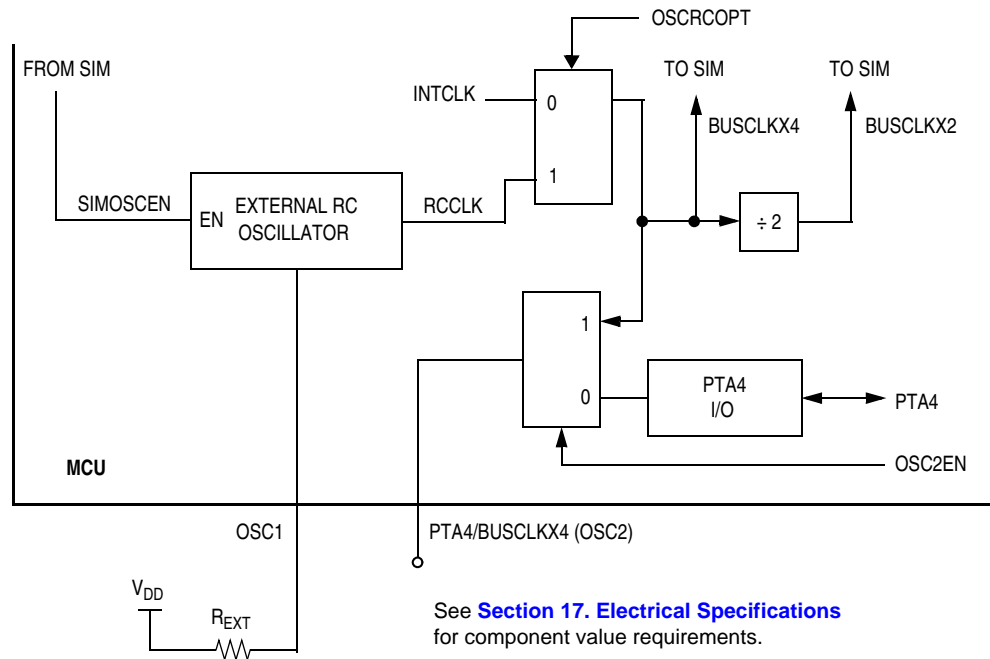 OSCRCOPT
FROM SIM
TO SIM
TO SIM
INTCLK
0
BUSCLKX4
BUSCLKX2
1
SIMOSCEN
EN
EXTERNAL RC
OSCILLATOR
RCCLK
÷ 2
1
0
PTA4
I/O
PTA4
MCU
OSC2EN
OSC1
PTA4/BUSCLKX4 (OSC2)
VDD
REXT
See Section 17. Electrical Specifications
for component value requirements.